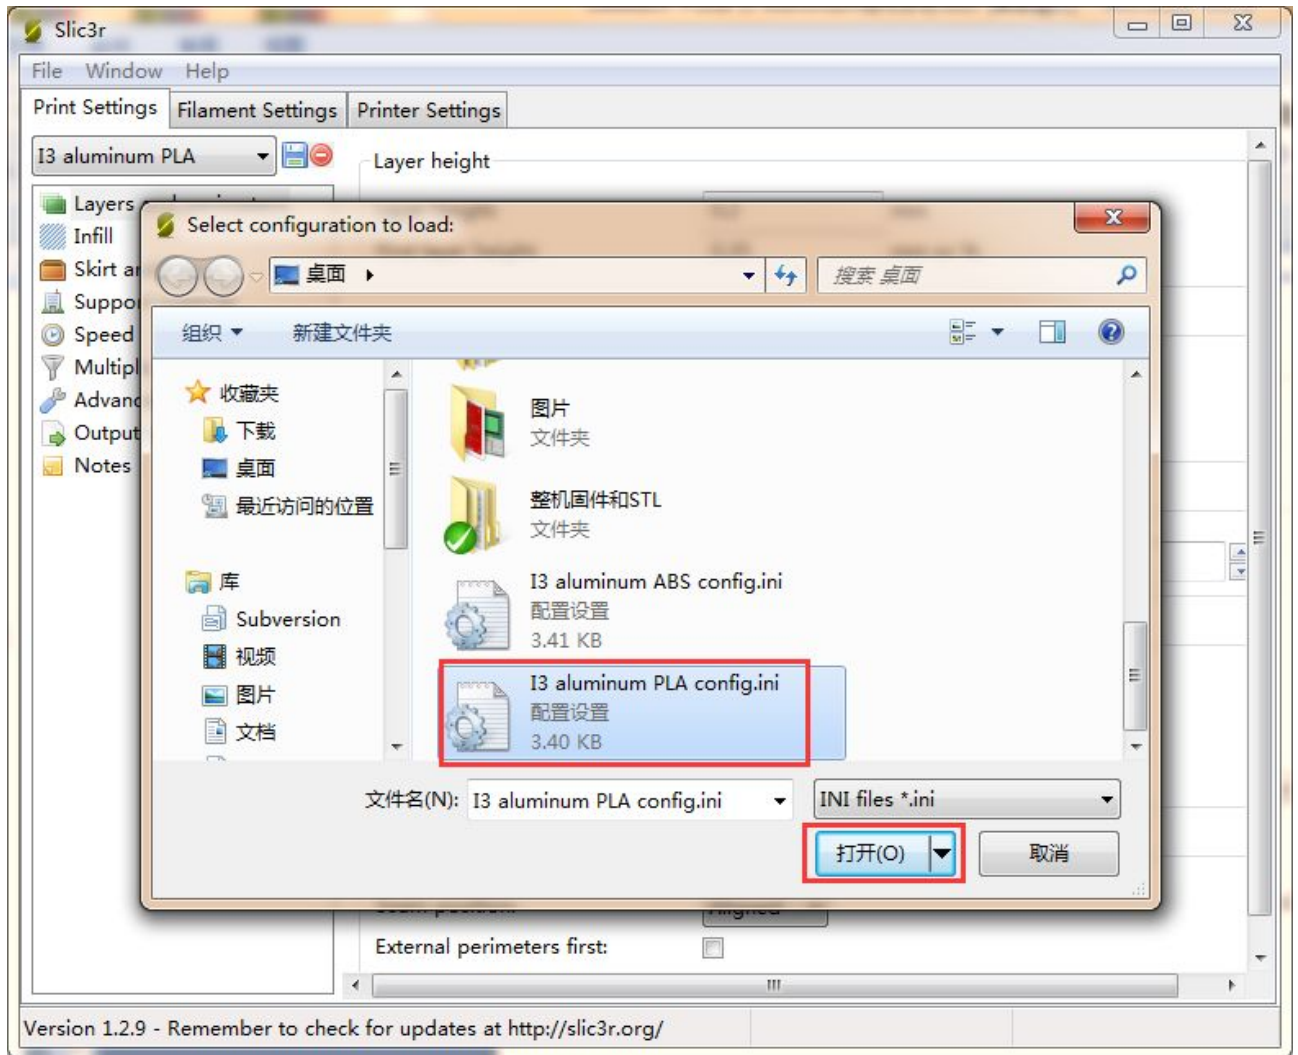 Slic3r
File Window Help
Print Settings Filament Settings Printer Settings
I3 aluminum PLA
Layer height
Layers
Infill
Skirt
Speed
Output
Notes
Select configuration to load:
桌面
搜索 桌面
组织 新建文件夹
收藏夹
下载
桌面
最近访问的位置
库
Subversion
视频
图片
文档
图片
文件夹
整机固件和STL
文件夹
I3 aluminum ABS config.ini
配置设置
3.41 KB
I3 aluminum PLA config.ini
配置设置
3.40 KB
文件名(N): I3 aluminum PLA config.ini INI files *.ini
打开(O) 取消
External perimeters first:
Version 1.2.9 - Remember to check for updates at http://slic3r.org/